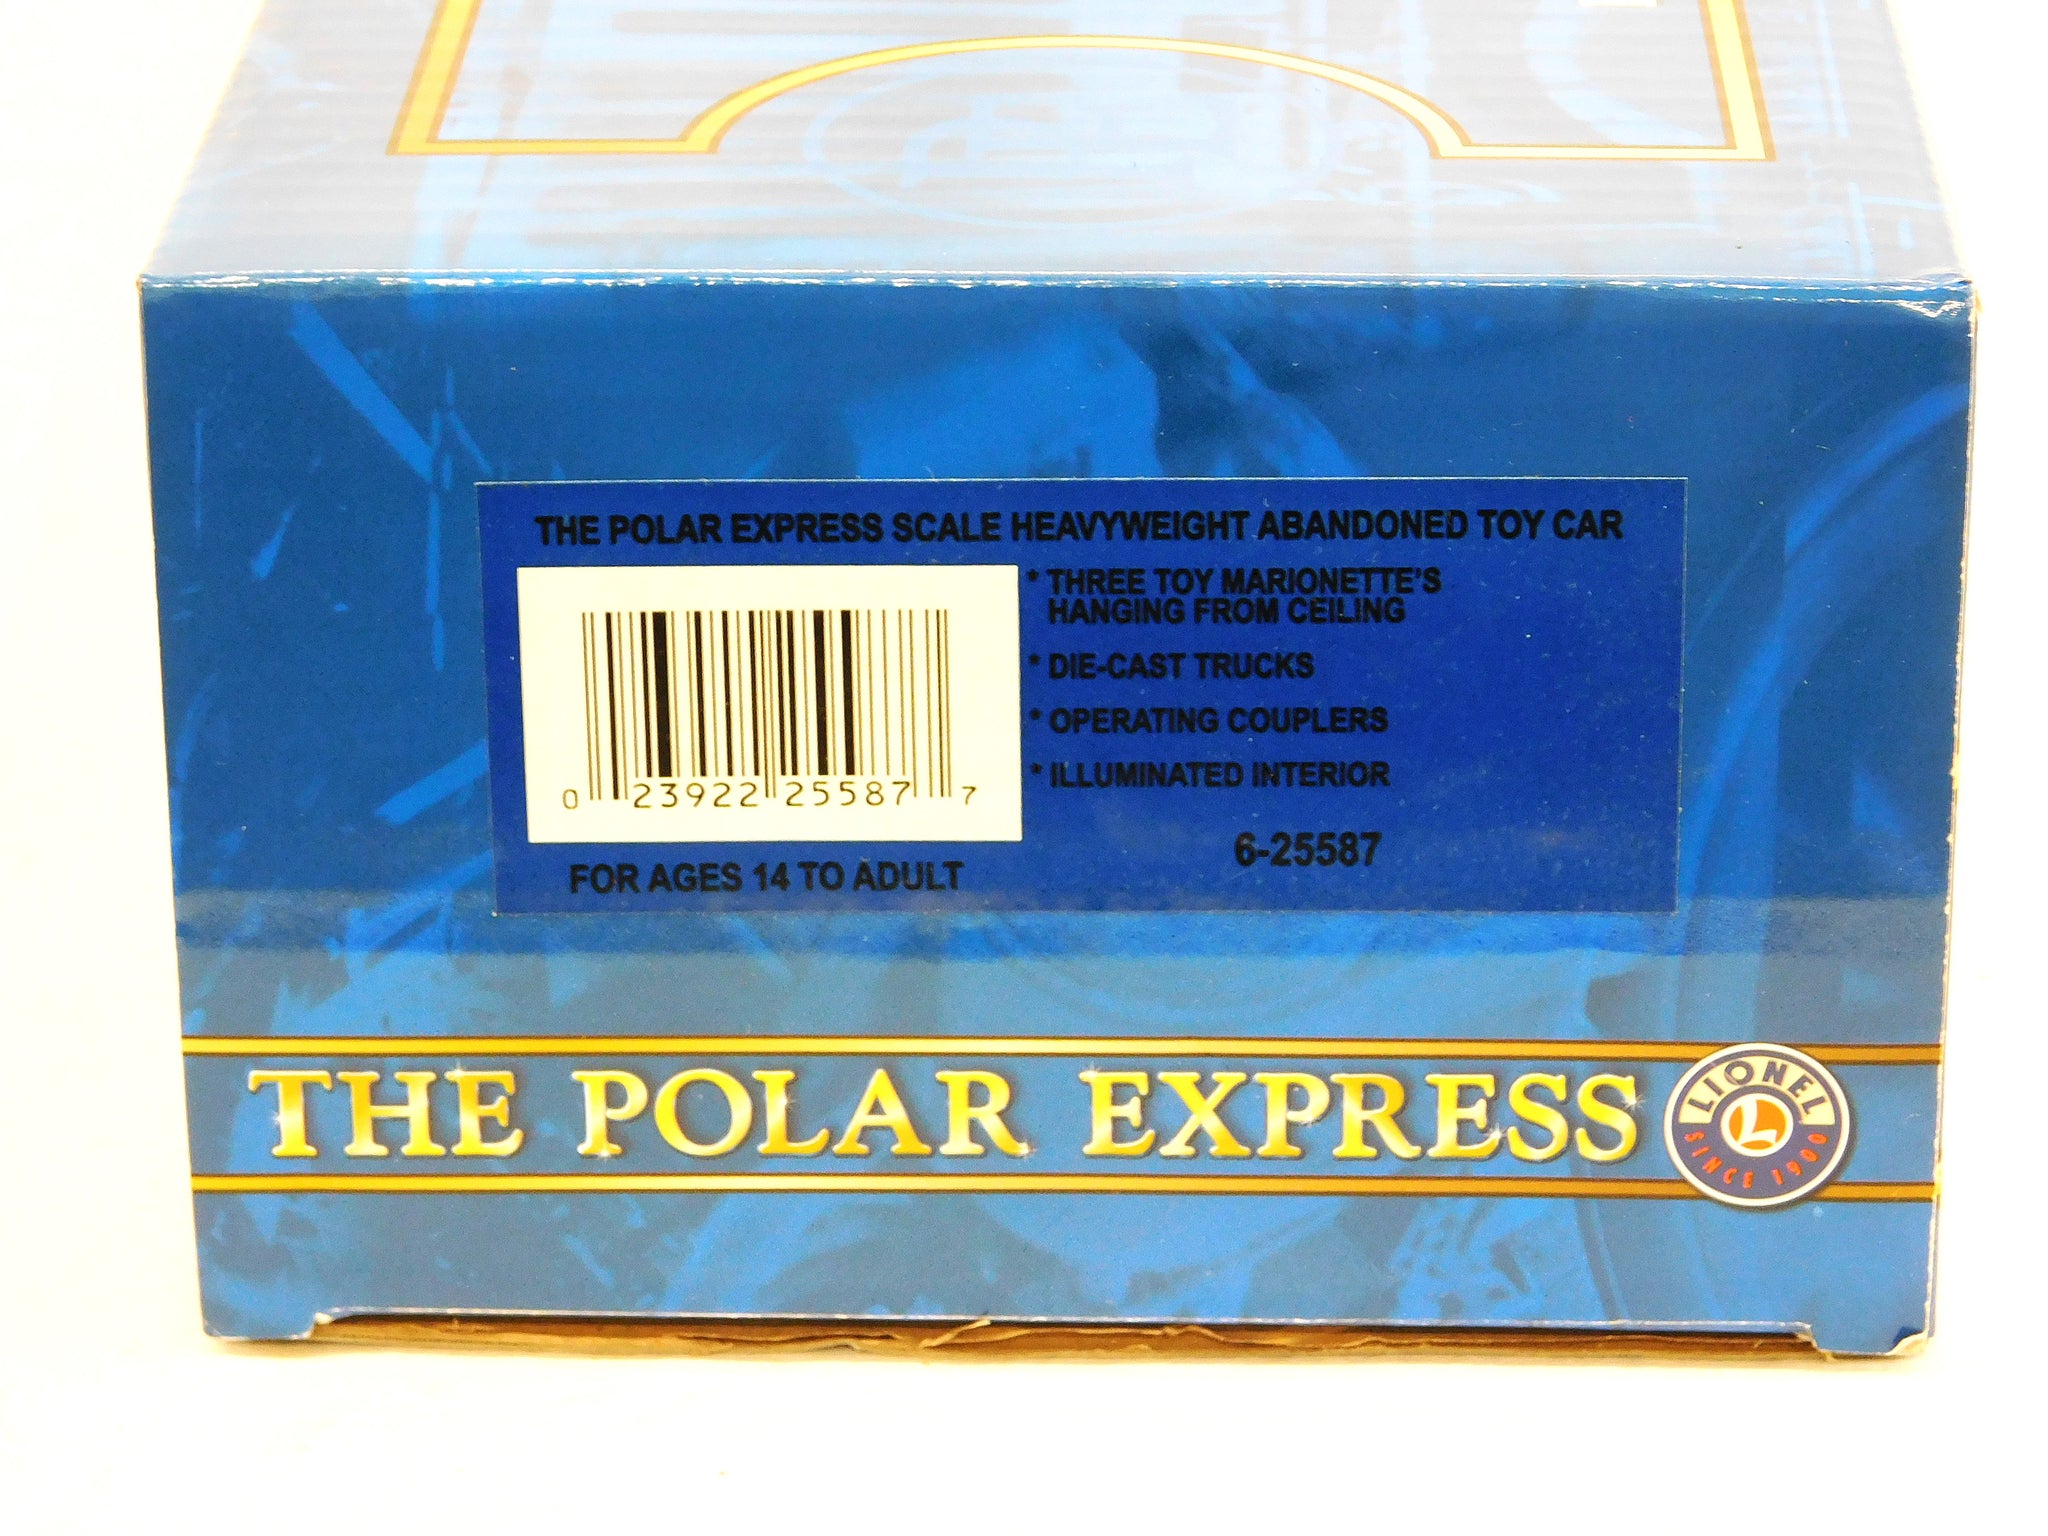 THE POLAR EXPRESS SCALE HEAVYWEIGHT ABANDONED TOY CAR
* THREE TOY MARIONETTE'S
HANGING FROM CEILING
* DIE-CAST TRUCKS
* OPERATING COUPLERS
* ILLUMINATED INTERIOR
0 23922 25587 7
6-25587
FOR AGES 14 TO ADULT
THE POLAR EXPRESS
LIONEL
L
SINCE 1900